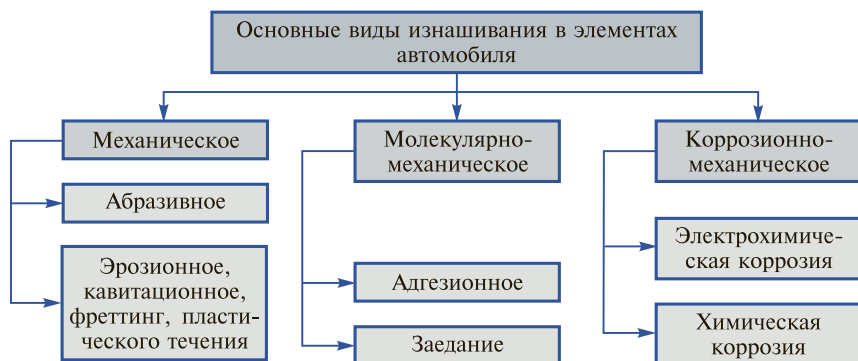 Основные виды изнашивания в элементах
автомобиля
Механическое
Абразивное
Эрозионное,
кавитационное,
фреттинг, пласти-
ческого течения
Молекулярно-
механическое
Адгезионное
Заедание
Коррозионно-
механическое
Электрохимиче-
ская коррозия
Химическая
коррозия